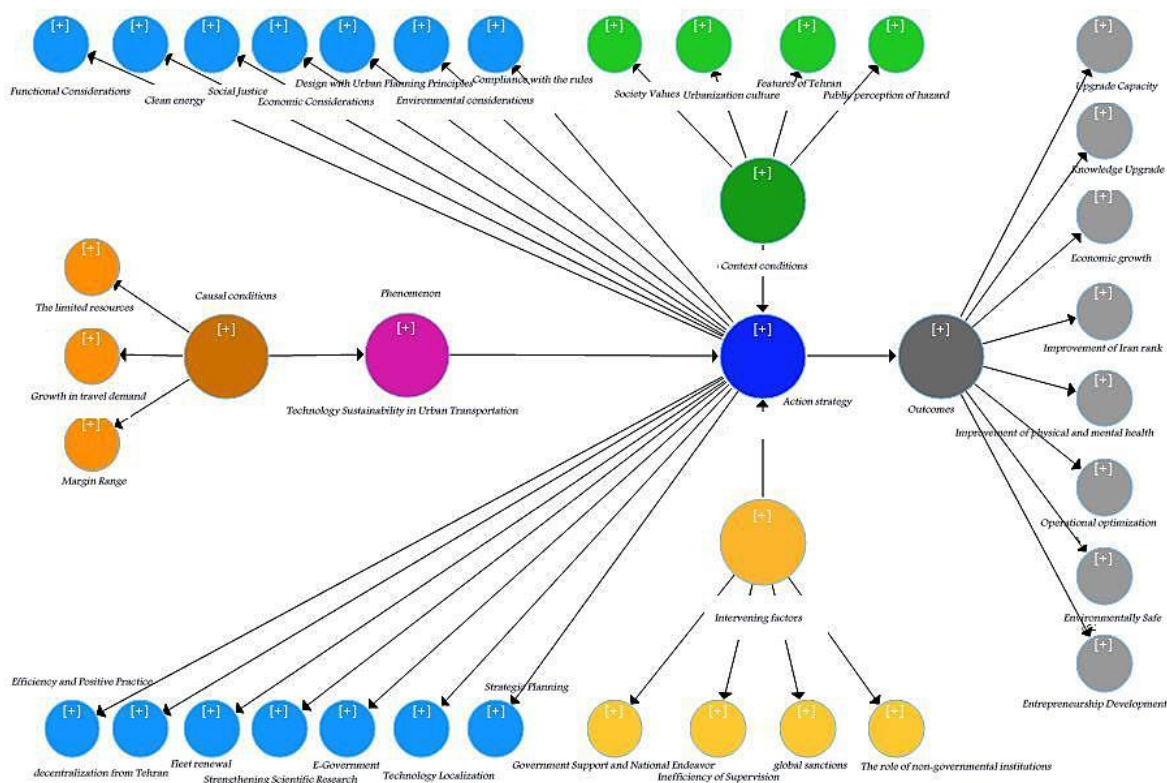 [+] [+] [+] [+] [+] [+] [+] [+] [+] [+] [+] [+]
Functional Considerations
Clean energy
Social Justice
Economic Considerations
Design with Urban Planning Principles
Environmental considerations
Compliance with the rules
Society Values
Urbanization culture
Features of Tehran
Public perception of hazard
Upgrade Capacity
[+]
Knowledge Upgrade
[+]
[+]
Context conditions
Economic growth
[+]
The limited resources
Causal conditions
[+]
Phenomenon
[+]
Technology Sustainability in Urban Transportation
[+]
Action strategy
[+]
Outcomes
[+]
Improvement of Iran rank
[+]
Growth in travel demand
[+]
Improvement of physical and mental health
[+]
Margin Range
[+]
Operational optimization
[+]
Intervening factors
[+]
Environmentally Safe
[+]
Entrepreneurship Development
Efficiency and Positive Practice
Strategic Planning
[+] [+] [+] [+] [+] [+] [+] [+] [+] [+] [+]
decentralization from Tehran
Fleet renewal
Strengthening Scientific Research
E-Government
Technology Localization
Government Support and National Endeavor
Inefficiency of Supervision
global sanctions
The role of non-governmental institutions